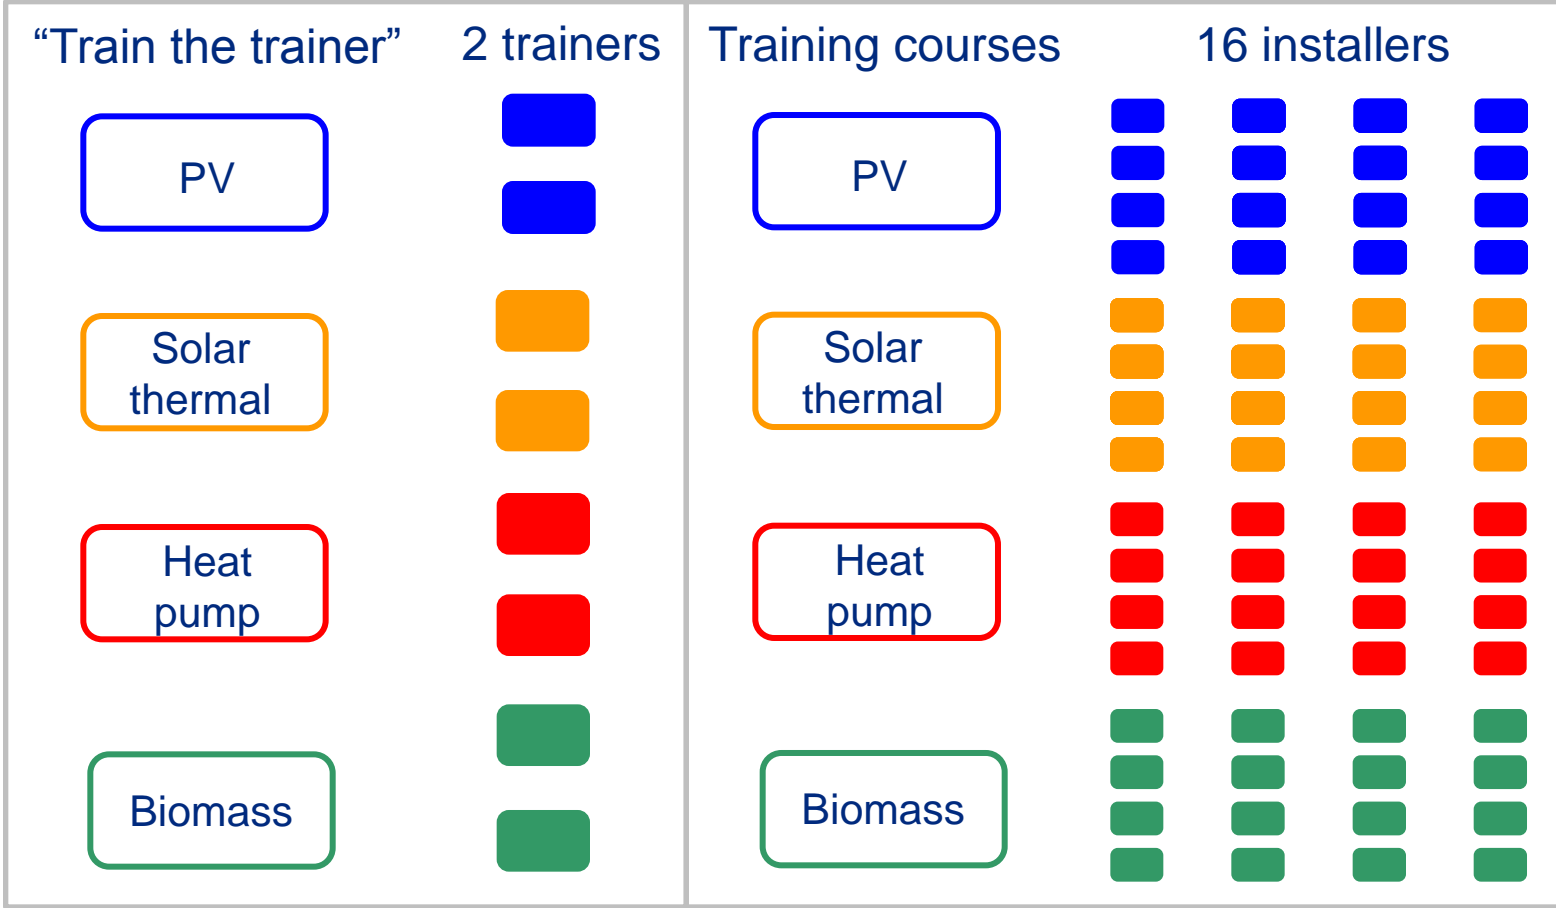 “Train the trainer”
2 trainers
PV
Solar
thermal
Heat
pump
Biomass
Training courses
16 installers
PV
Solar
thermal
Heat
pump
Biomass